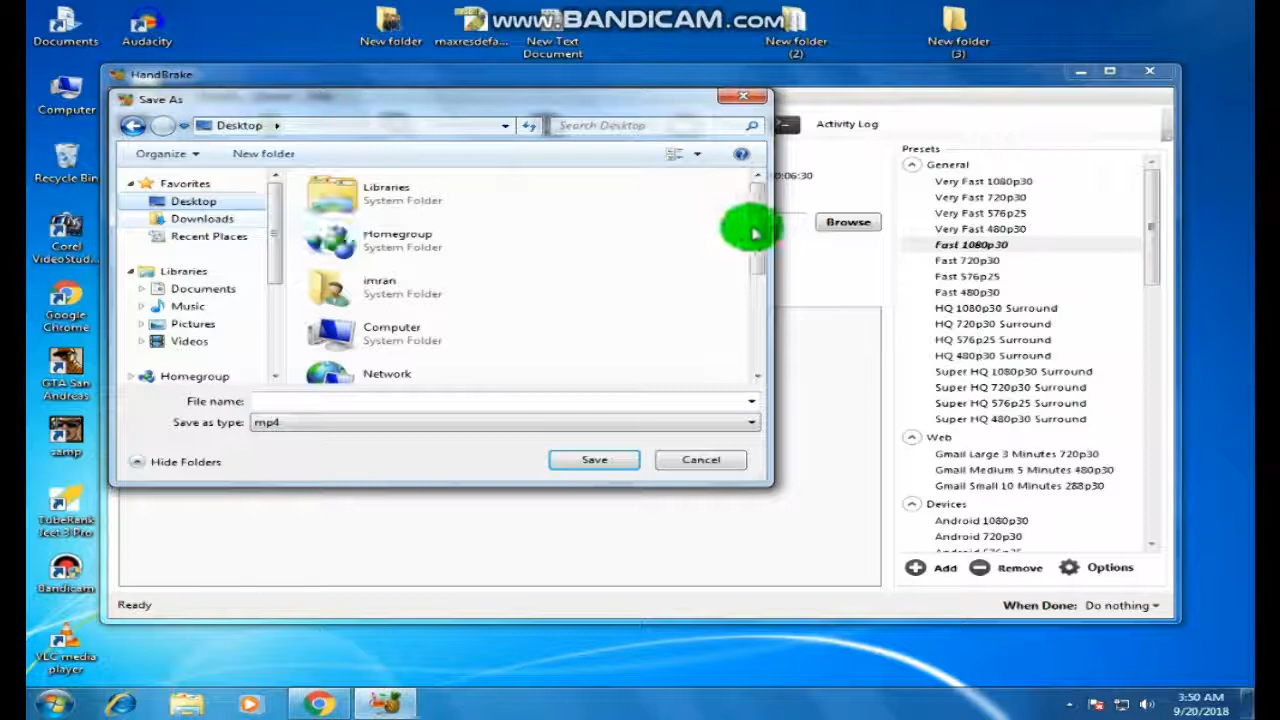 www.BANDICAM.com
Documents
Audacity
New folder
maxresdefa...
New Text
Document
New folder
(2)
New folder
(3)
Computer
Recycle Bin
Corel
VideoStud...
Google
Chrome
GTA San
Andreas
samp
TubeRank
Jeet 3 Pro
Bandicam
VLC media
player
HandBrake
Save As
Desktop
Search Desktop
Organize
New folder
Favorites
Desktop
Downloads
Recent Places
Libraries
Documents
Music
Pictures
Videos
Homegroup
Libraries
System Folder
Homegroup
System Folder
imran
System Folder
Computer
System Folder
Network
File name:
Save as type:
mp4
Hide Folders
Save
Cancel
Activity Log
Browse
Presets
General
Very Fast 1080p30
Very Fast 720p30
Very Fast 576p25
Very Fast 480p30
Fast 1080p30
Fast 720p30
Fast 576p25
Fast 480p30
HQ 1080p30 Surround
HQ 720p30 Surround
HQ 576p25 Surround
HQ 480p30 Surround
Super HQ 1080p30 Surround
Super HQ 720p30 Surround
Super HQ 576p25 Surround
Super HQ 480p30 Surround
Web
Gmail Large 3 Minutes 720p30
Gmail Medium 5 Minutes 480p30
Gmail Small 10 Minutes 288p30
Devices
Android 1080p30
Android 720p30
Android 576p25
Add
Remove
Options
Ready
When Done: Do nothing
3:50 AM
9/20/2018